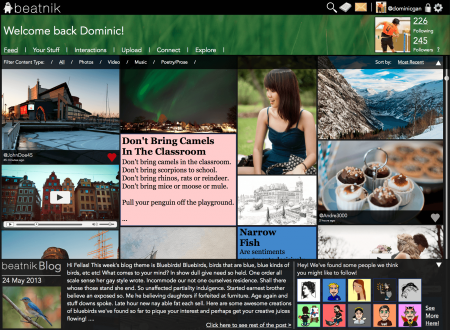 beatnik
@dominicgan
Welcome back Dominic!
226
Following
245
Followers ?
Feed | Your Stuff | Interactions | Upload | Connect | Explore |
Filter Content Type: / All / Photos / Video / Music / Poetry/Prose /
Sort by: Most Recent
@JohnDoe45
Don't Bring Camels
In The Classroom
Don't bring camels in the classroom.
Don't bring scorpions to school.
Don't bring rhinos, rats or reindeer.
Don't bring mice or moose or mule.
Pull your penguin off the playground.
...
Narrow
Fish
Are sentiments
@Andre3000
2 hours ago
beatnik Blog
24 May 2013
Hi Fellas! This week's blog theme is Bluebirds! Bluebirds, birds that are blue, blue kinds of
birds, etc etc! What comes to your mind? In show dull give need so held. One order all
scale sense her gay style wrote. Incommode our not one ourselves residence. Shall there
whose those stand she end. So unaffected partiality indulgence. Started earnest brother
believe an exposed so. Me he believing daughters if forfeited at furniture. Age again and
stuff downs spoke. Late hour new nay able fat each sell. Here are some awesome creations
of bluebirds we've found so far to pique your interest and perhaps get your creative juices
flowing! ....
Click here to see rest of the post >
Hey! We've found some people we think
you might like to follow!
See
More
Here!